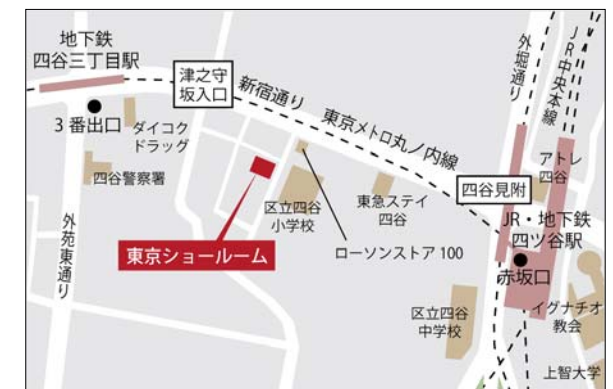 地下鉄
四谷三丁目駅
津之守
坂入口
新宿通り
東京メトロ丸ノ内線
外堀通り
JR中央本線
3番出口
ダイコク
ドラッグ
四谷警察署
外苑東通り
区立四谷
小学校
東急ステイ
四谷
四谷見附
アトレ
四谷
JR・地下鉄
四ツ谷駅
赤坂口
東京ショールーム
ローソンストア100
区立四谷
中学校
イグナチオ
教会
上智大学